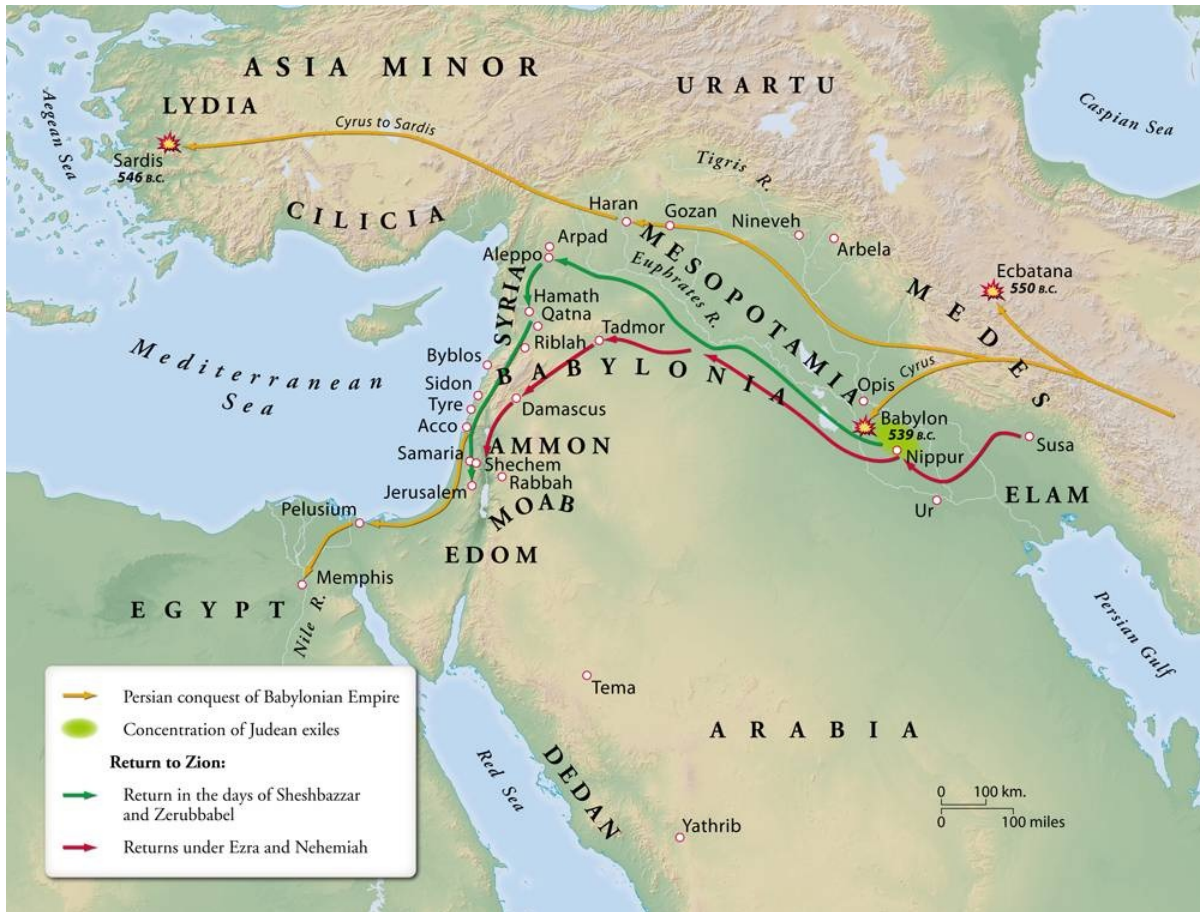 ASIA MINOR
URARTU
LYDIA
Aegean Sea
Caspian Sea
Cyrus to Sardis
Sardis
546 B.C.
Tigris R.
CILICIA
Haran
Gozan
Nineveh
Arbela
Arpad
Aleppo
MESOPOTAMIA
Euphrates R.
Ecbatana
550 B.C.
MEDES
SYRIA
Hamath
Qatna
Tadmor
Riblah
Byblos
Mediterranean
Sea
BABYLONIA
Cyrus
Opis
Sidon
Tyre
Damascus
Babylon
539 B.C.
Acco
AMMON
Susa
Samaria
Shechem
Nippur
Rabbah
Jerusalem
ELAM
MOAB
Ur
Pelusium
EDOM
Memphis
EGYPT
Nile R.
Persian Gulf
Tema
ARABIA
Red Sea
DEDAN
Yathrib
0 100 km.
0 100 miles
Persian conquest of Babylonian Empire
Concentration of Judean exiles
Return to Zion:
Return in the days of Sheshbazzar
and Zerubbabel
Returns under Ezra and Nehemiah